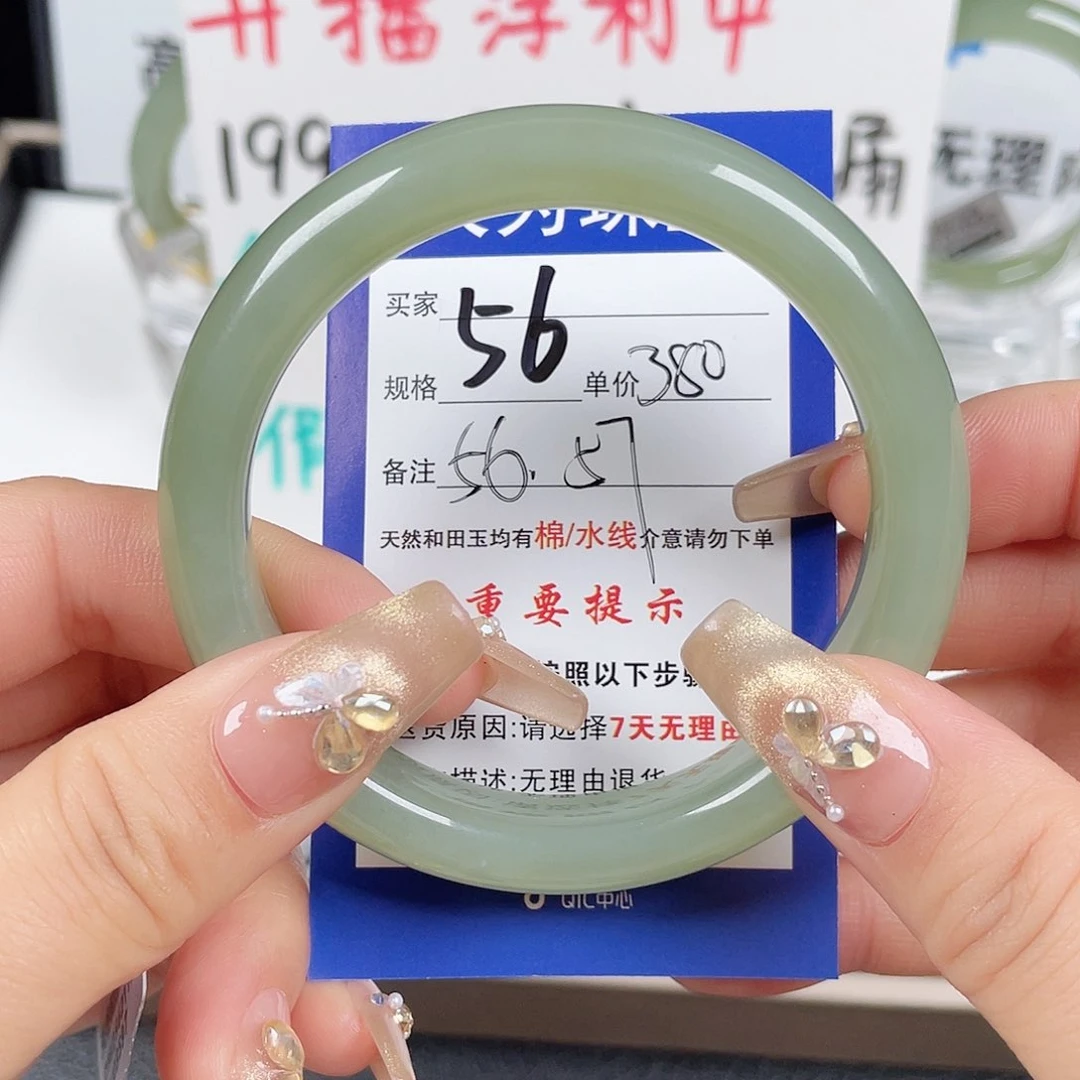 开播福利中
199
无理
买家 56
规格 单价 380
备注 56. 57
天然和田玉均有棉/水线介意请勿下单
重要提示
按照以下步骤
退货原因:请选择7天无理由
描述:无理由退货
QIC中心